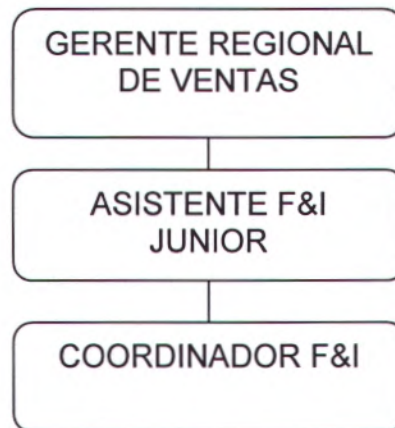 GERENTE REGIONAL
DE VENTAS
ASISTENTE F&I
JUNIOR
COORDINADOR F&I